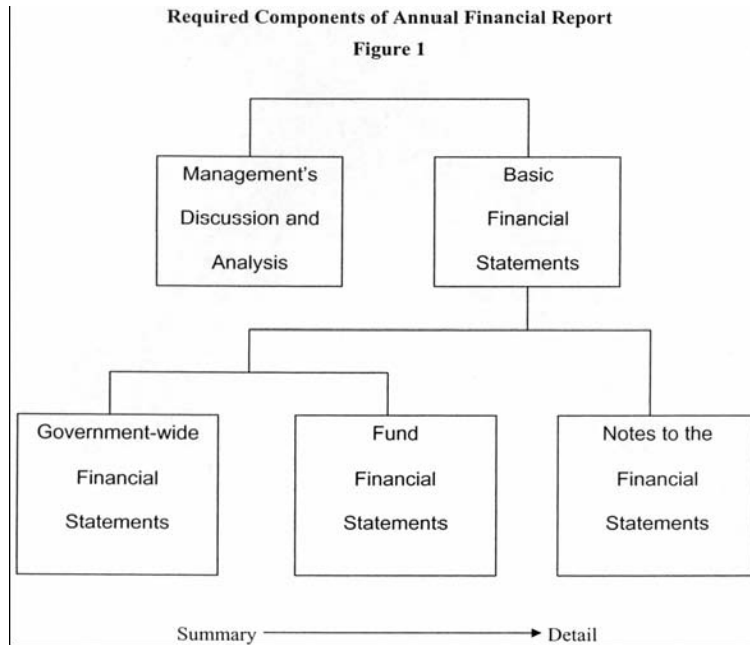 Required Components of Annual Financial Report
Figure 1
Management's
Discussion and
Analysis
Basic
Financial
Statements
Government-wide
Financial
Statements
Fund
Financial
Statements
Notes to the
Financial
Statements
Summary
Detail